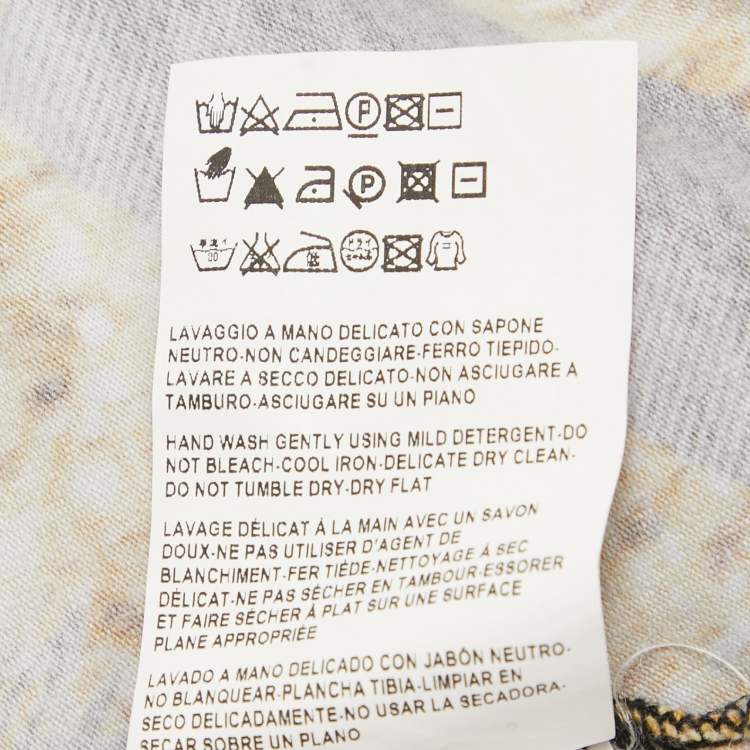 P
P
30
LAVAGGIO A MANO DELICATO CON SAPONE
NEUTRO-NON CANDEGGIARE-FERRO TIEPIDO-
LAVARE A SECCO DELICATO-NON ASCIUGARE A
TAMBURO-ASCIUGARE SU UN PIANO
HAND WASH GENTLY USING MILD DETERGENT-DO
NOT BLEACH-COOL IRON-DELICATE DRY CLEAN-
DO NOT TUMBLE DRY-DRY FLAT
LAVAGE DÉLICAT À LA MAIN AVEC UN SAVON
DOUX-NE PAS UTILISER D'AGENT DE
BLANCHIMENT-FER TIÈDE-NETTOYAGE À SEC
DÉLICAT-NE PAS SÉCHER EN TAMBOUR-ESSORER
ET FAIRE SÉCHER À PLAT SUR UNE SURFACE
PLANE APPROPRIÉE
LAVADO A MANO DELICADO CON JABÓN NEUTRO-
NO BLANQUEAR-PLANCHA TIBIA-LIMPIAR EN
SECO DELICADAMENTE-NO USAR LA SECADORA-
SECAR SOBRE UN PLANO